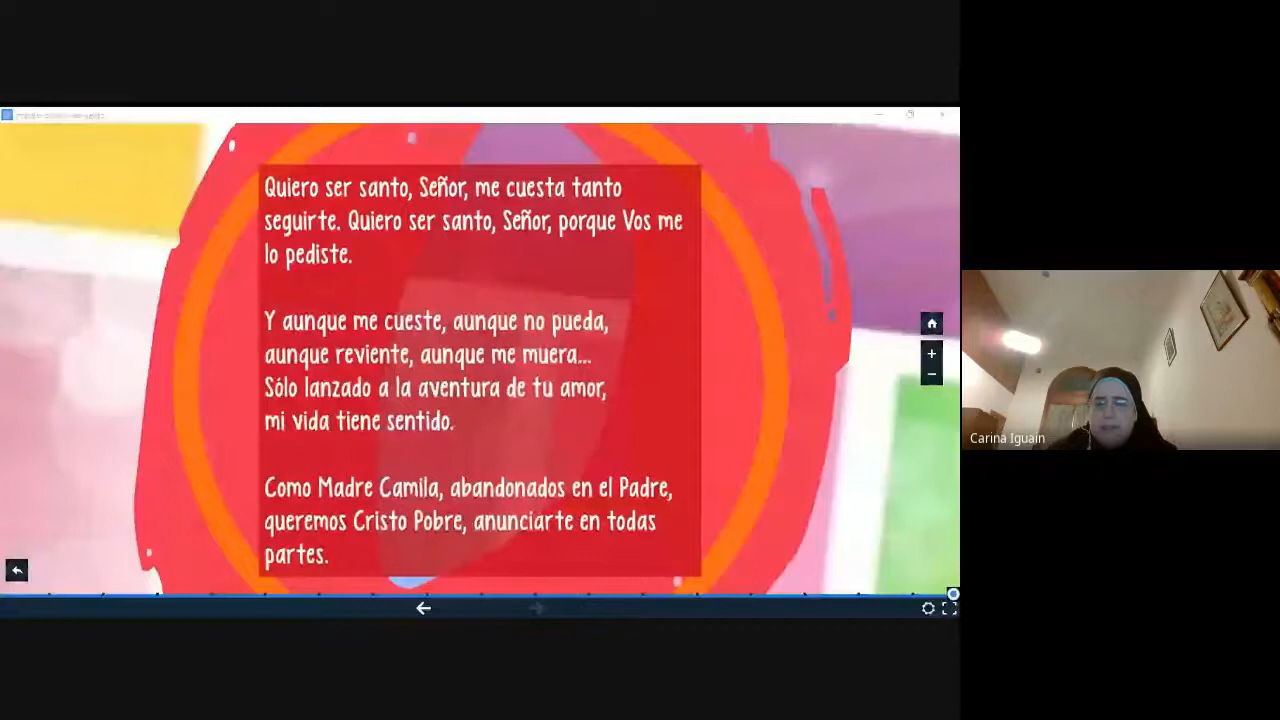 Quiero ser santo, Señor, me cuesta tanto
seguirte. Quiero ser santo, Señor, porque Vos me
lo pediste.
Y aunque me cueste, aunque no pueda,
aunque reviente, aunque me muera...
Sólo lanzado a la aventura de tu amor,
mi vida tiene sentido.
Como Madre Camila, abandonados en el Padre,
queremos Cristo Pobre, anunciarte en todas
partes.
Carina Iguain